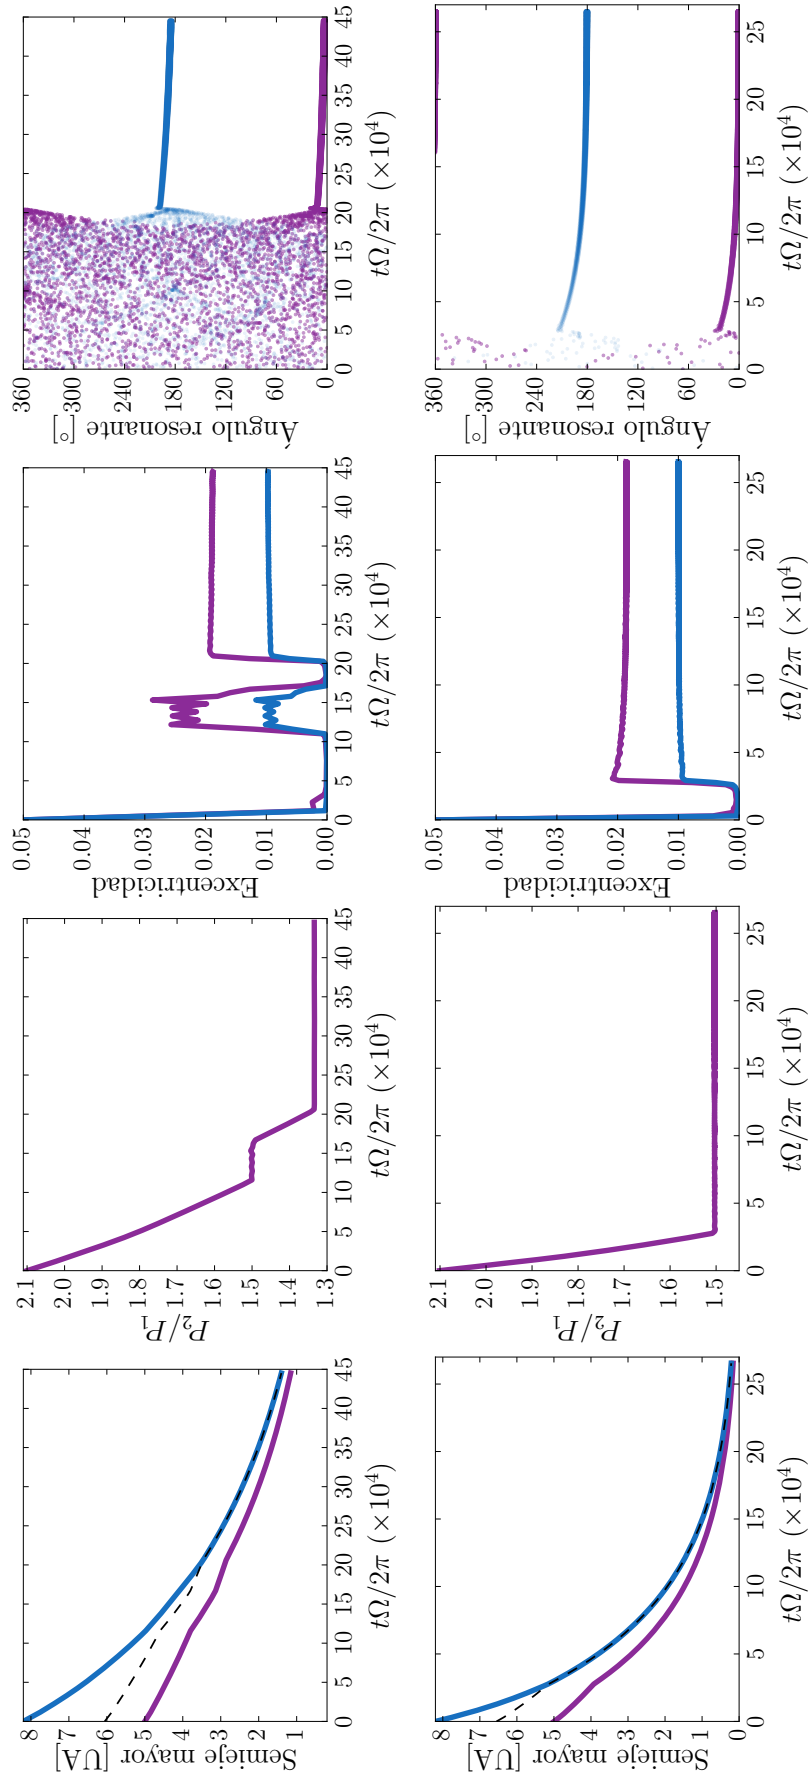 Semieje mayor [UA]
8
7
6
5
4
3
2
1
0 5 10 15 20 25 30 35 40 45
tΩ/2π (×10⁴)
P₂/P₁
2.1
2.0
1.9
1.8
1.7
1.6
1.5
1.4
1.3
0 5 10 15 20 25 30 35 40 45
tΩ/2π (×10⁴)
Excentricidad
0.05
0.04
0.03
0.02
0.01
0.00
0 5 10 15 20 25 30 35 40 45
tΩ/2π (×10⁴)
Ángulo resonante [°]
360
300
240
180
120
60
0
0 5 10 15 20 25 30 35 40 45
tΩ/2π (×10⁴)
Semieje mayor [UA]
8
7
6
5
4
3
2
1
0
0 5 10 15 20 25
tΩ/2π (×10⁴)
P₂/P₁
2.1
2.0
1.9
1.8
1.7
1.6
1.5
0 5 10 15 20 25
tΩ/2π (×10⁴)
Excentricidad
0.05
0.04
0.03
0.02
0.01
0.00
0 5 10 15 20 25
tΩ/2π (×10⁴)
Ángulo resonante [°]
360
300
240
180
120
60
0
0 5 10 15 20 25
tΩ/2π (×10⁴)